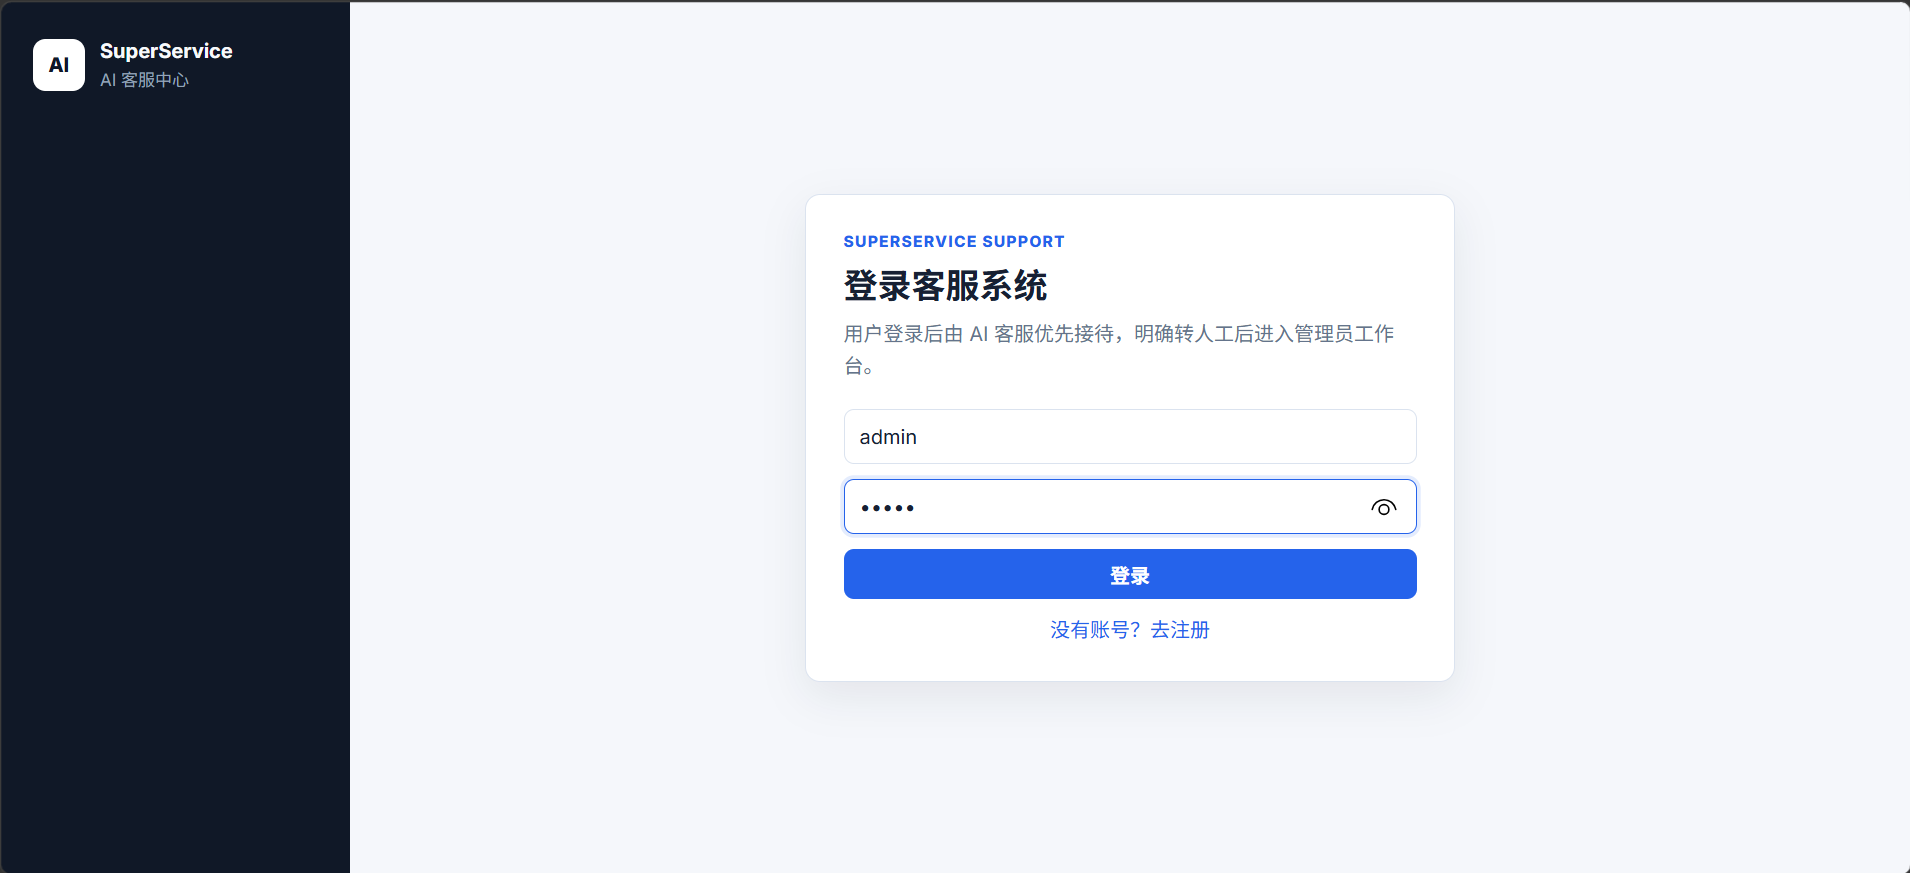 AI
SuperService
AI 客服中心
SUPERSERVICE SUPPORT
登录客服系统
用户登录后由 AI 客服优先接待，明确转人工后进入管理员工作
台。
admin
•••••
登录
没有账号？去注册